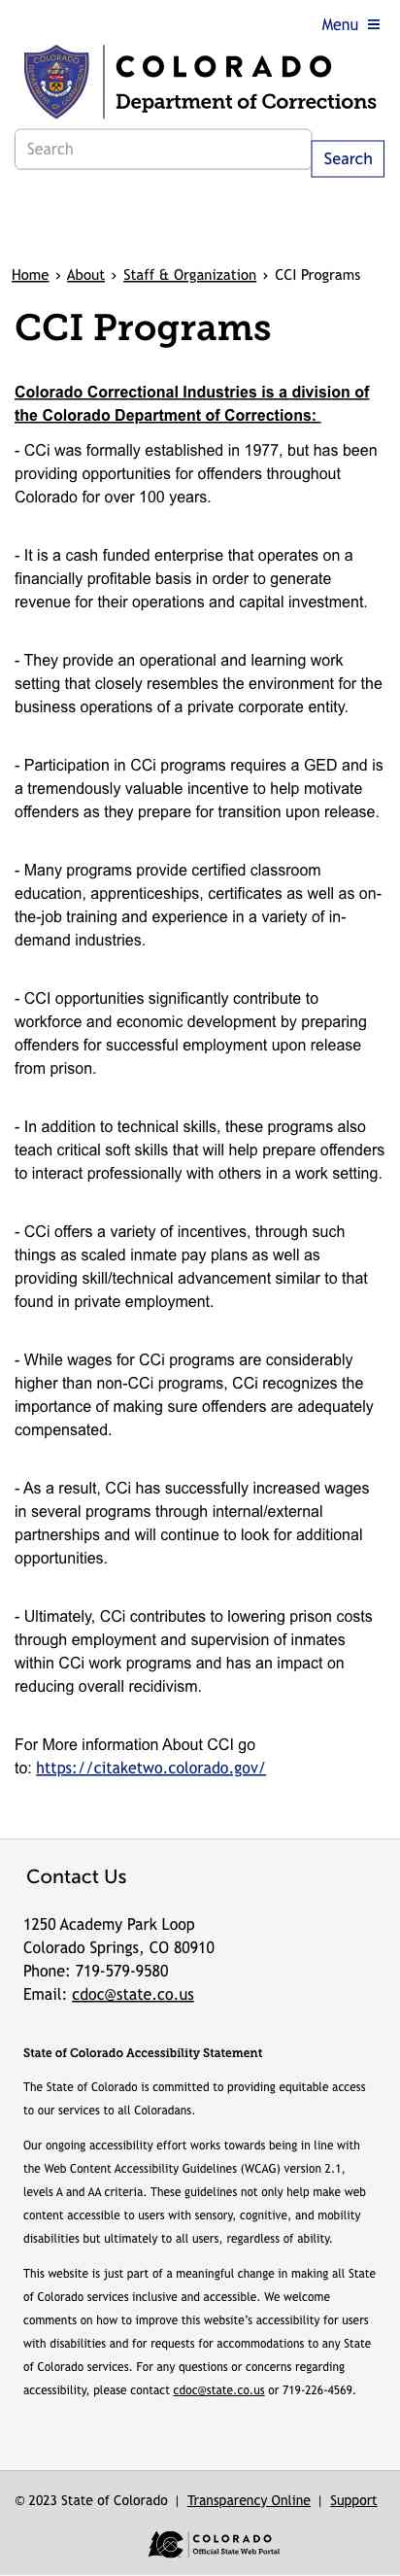 Menu
COLORADO
Department of Corrections
Search
Search
Home › About › Staff & Organization › CCI Programs
CCI Programs
Colorado Correctional Industries is a division of
the Colorado Department of Corrections:
- CCi was formally established in 1977, but has been
providing opportunities for offenders throughout
Colorado for over 100 years.
- It is a cash funded enterprise that operates on a
financially profitable basis in order to generate
revenue for their operations and capital investment.
- They provide an operational and learning work
setting that closely resembles the environment for the
business operations of a private corporate entity.
- Participation in CCi programs requires a GED and is
a tremendously valuable incentive to help motivate
offenders as they prepare for transition upon release.
- Many programs provide certified classroom
education, apprenticeships, certificates as well as on-
the-job training and experience in a variety of in-
demand industries.
- CCI opportunities significantly contribute to
workforce and economic development by preparing
offenders for successful employment upon release
from prison.
- In addition to technical skills, these programs also
teach critical soft skills that will help prepare offenders
to interact professionally with others in a work setting.
- CCi offers a variety of incentives, through such
things as scaled inmate pay plans as well as
providing skill/technical advancement similar to that
found in private employment.
- While wages for CCi programs are considerably
higher than non-CCi programs, CCi recognizes the
importance of making sure offenders are adequately
compensated.
- As a result, CCi has successfully increased wages
in several programs through internal/external
partnerships and will continue to look for additional
opportunities.
- Ultimately, CCi contributes to lowering prison costs
through employment and supervision of inmates
within CCi work programs and has an impact on
reducing overall recidivism.
For More information About CCI go
to: https://citaketwo.colorado.gov/
Contact Us
1250 Academy Park Loop
Colorado Springs, CO 80910
Phone: 719-579-9580
Email: cdoc@state.co.us
State of Colorado Accessibility Statement
The State of Colorado is committed to providing equitable access
to our services to all Coloradans.
Our ongoing accessibility effort works towards being in line with
the Web Content Accessibility Guidelines (WCAG) version 2.1,
levels A and AA criteria. These guidelines not only help make web
content accessible to users with sensory, cognitive, and mobility
disabilities but ultimately to all users, regardless of ability.
This website is just part of a meaningful change in making all State
of Colorado services inclusive and accessible. We welcome
comments on how to improve this website's accessibility for users
with disabilities and for requests for accommodations to any State
of Colorado services. For any questions or concerns regarding
accessibility, please contact cdoc@state.co.us or 719-226-4569.
© 2023 State of Colorado | Transparency Online | Support
COLORADO
Official State Web Portal